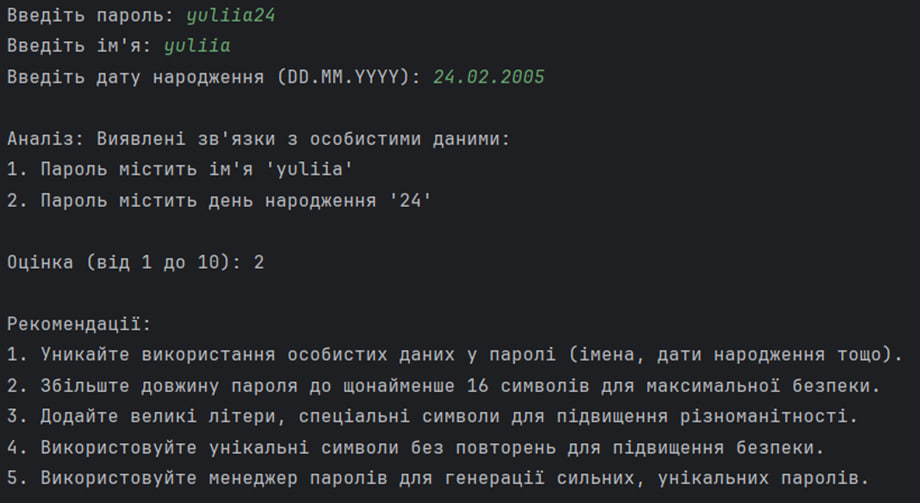 Введіть пароль: yuliia24
Введіть ім'я: yuliia
Введіть дату народження (DD.MM.YYYY): 24.02.2005
Аналіз: Виявлені зв'язки з особистими даними:
1. Пароль містить ім'я 'yuliia'
2. Пароль містить день народження '24'
Оцінка (від 1 до 10): 2
Рекомендації:
1. Уникайте використання особистих даних у паролі (імена, дати народження тощо).
2. Збільште довжину пароля до щонайменше 16 символів для максимальної безпеки.
3. Додайте великі літери, спеціальні символи для підвищення різноманітності.
4. Використовуйте унікальні символи без повторень для підвищення безпеки.
5. Використовуйте менеджер паролів для генерації сильних, унікальних паролів.